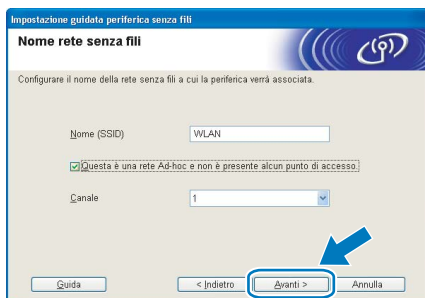 Impostazione guidata periferica senza fili
Nome rete senza fili
Configurare il nome della rete senza fili a cui la periferica verrà associata.
Nome (SSID) WLAN
Questa è una rete Ad-hoc e non è presente alcun punto di accesso.
Canale 1
Guida < Indietro Avanti > Annulla